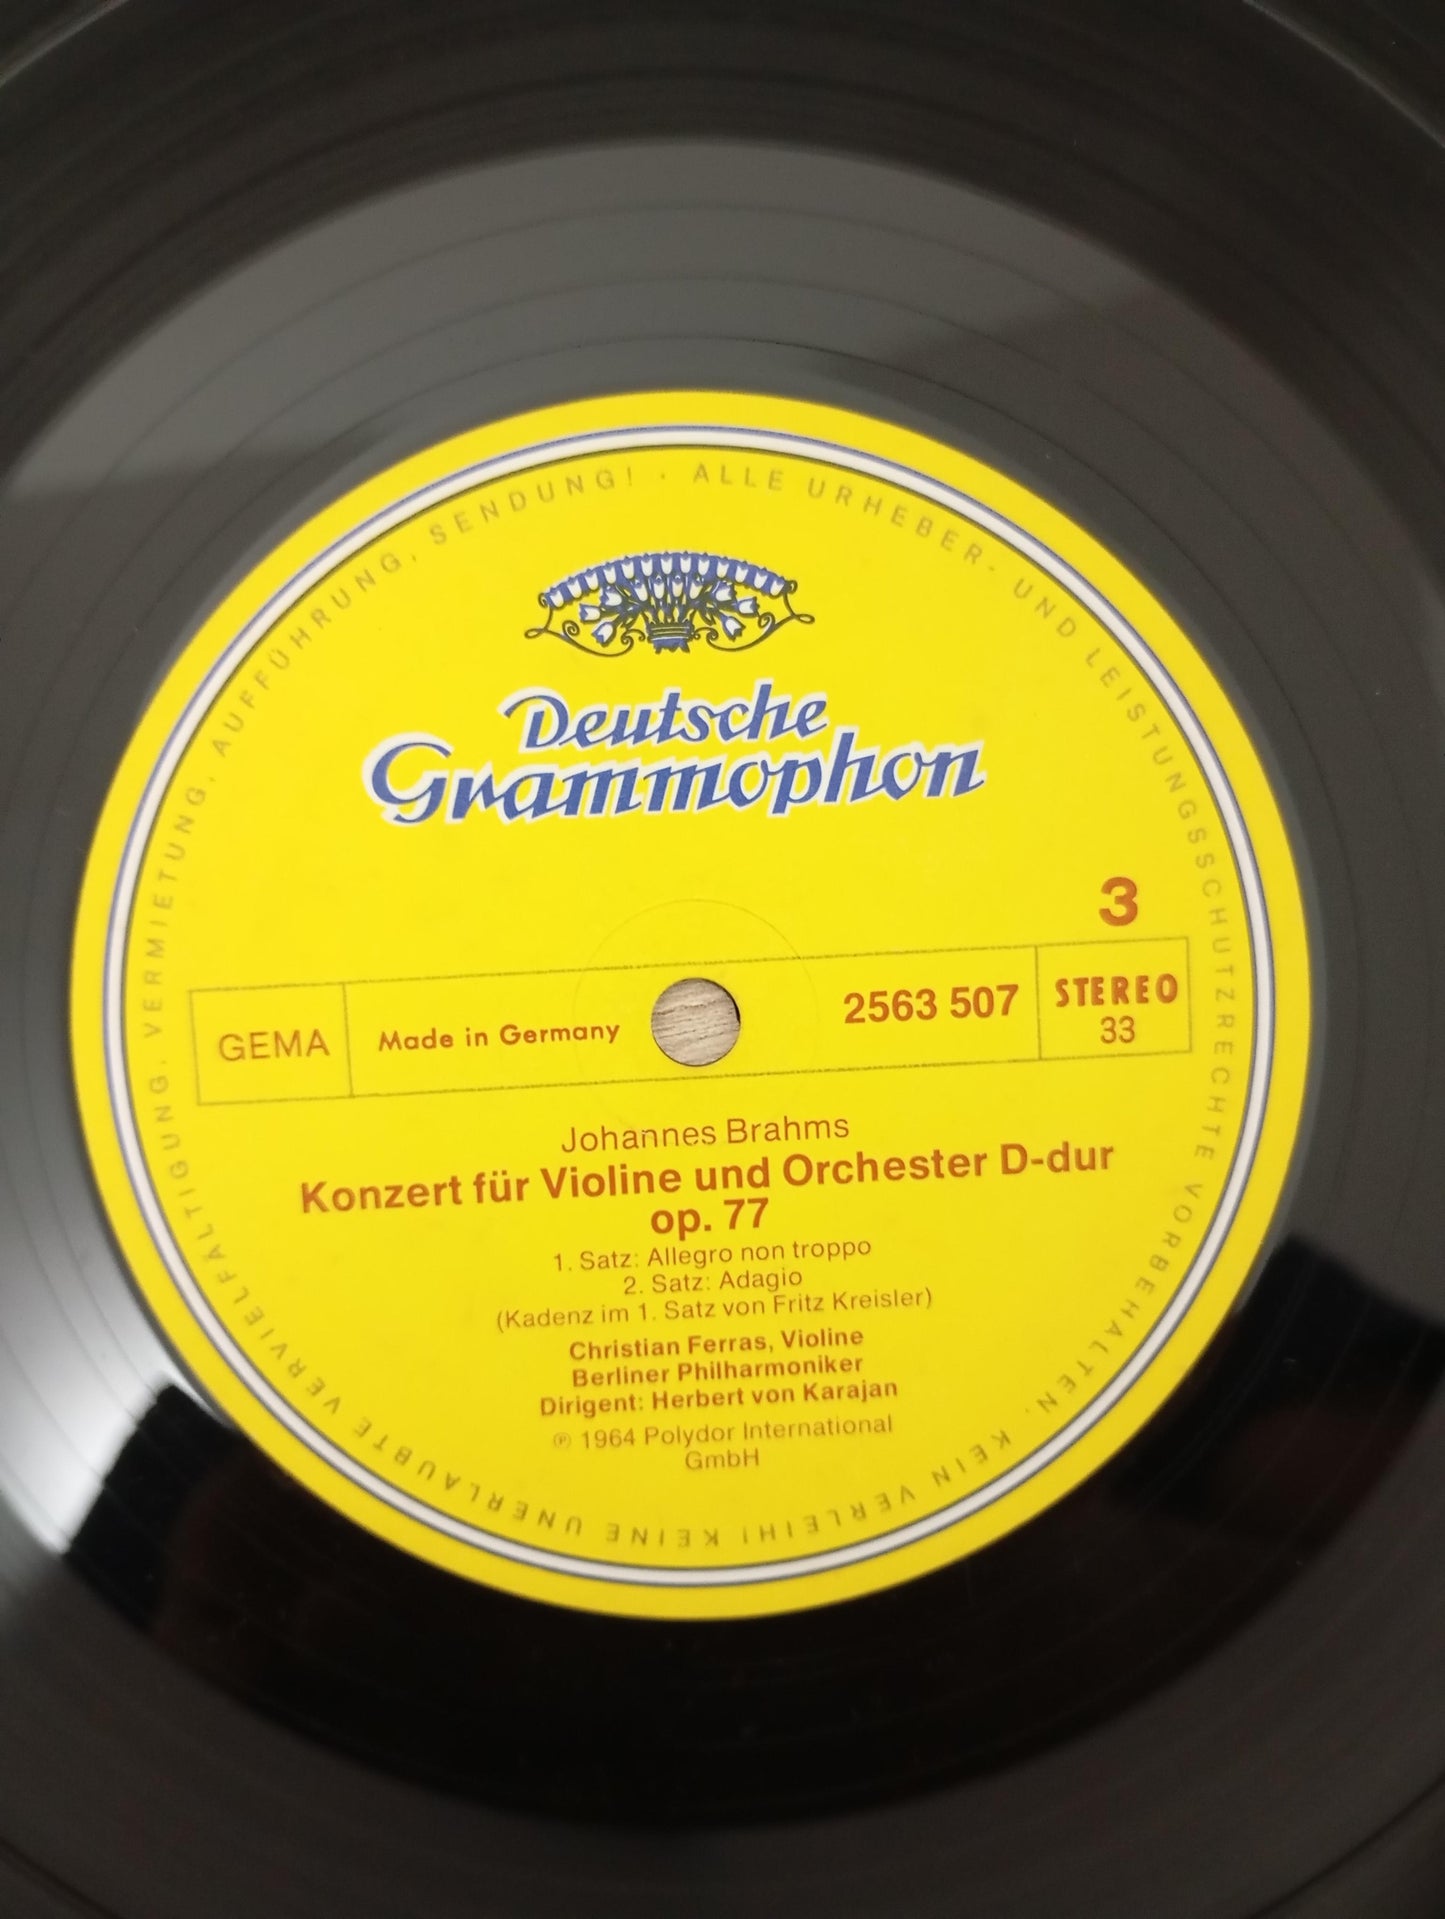 ALLE URHEBER- UND LEISTUNGSSCHUTZRECHTE VORBEHALTEN. KEIN VERLEIH! KEINE UNERLAUBTE VERVIELFÄLTIGUNG, VERMIETUNG, AUFFÜHRUNG, SENDUNG! ·
Deutsche
Grammophon
3
GEMA Made in Germany 2563 507 STEREO
33
Johannes Brahms
Konzert für Violine und Orchester D-dur
op. 77
1. Satz: Allegro non troppo
2. Satz: Adagio
(Kadenz im 1. Satz von Fritz Kreisler)
Christian Ferras, Violine
Berliner Philharmoniker
Dirigent: Herbert von Karajan
℗ 1964 Polydor International
GmbH